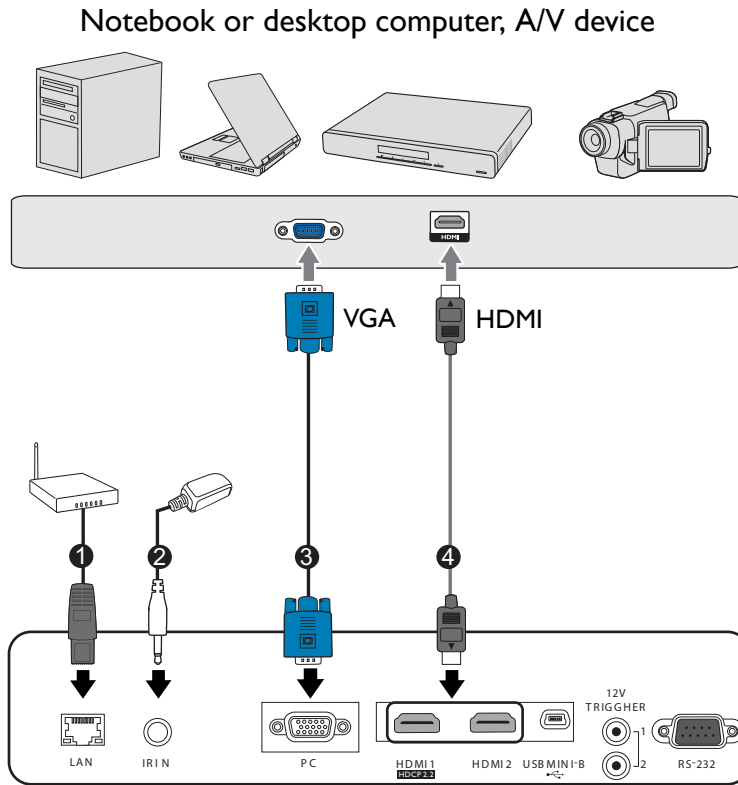 Notebook or desktop computer, A/V device
HDMI
VGA
HDMI
1
2
3
4
12V
TRIGGHER
1
2
LAN
IR IN
PC
HDMI 1
HDCP 2.2
HDMI 2
USB MINI-B
RS-232